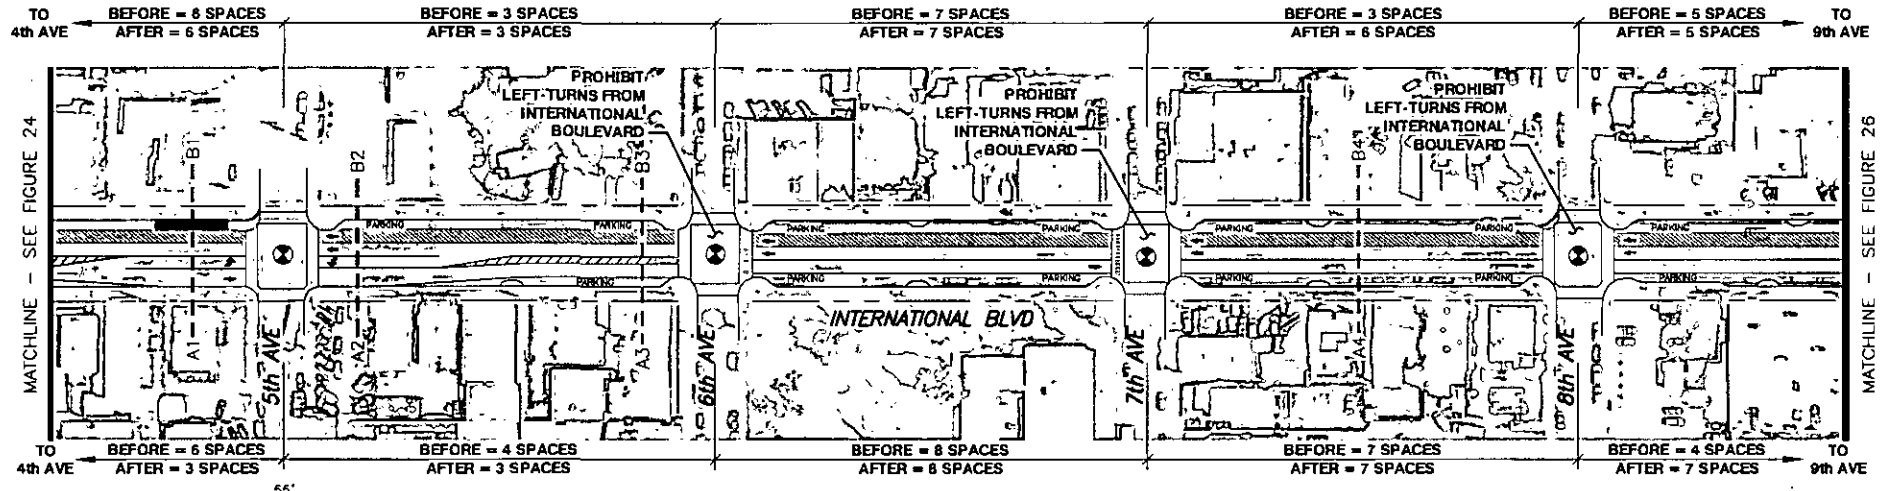 TO
4th AVE
BEFORE = 6 SPACES
AFTER = 6 SPACES
BEFORE = 3 SPACES
AFTER = 3 SPACES
BEFORE = 7 SPACES
AFTER = 7 SPACES
BEFORE = 3 SPACES
AFTER = 6 SPACES
BEFORE = 5 SPACES
AFTER = 5 SPACES
TO
9th AVE
MATCHLINE - SEE FIGURE 24
PROHIBIT
LEFT-TURNS FROM
INTERNATIONAL
BOULEVARD
PROHIBIT
LEFT-TURNS FROM
INTERNATIONAL
BOULEVARD
PROHIBIT
LEFT-TURNS FROM
INTERNATIONAL
BOULEVARD
MATCHLINE - SEE FIGURE 26
B1
B2
B3
B4
PARKING
PARKING
PARKING
PARKING
PARKING
PARKING
PARKING
PARKING
PARKING
PARKING
PARKING
PARKING
PARKING
INTERNATIONAL BLVD
A1
A2
A3
A4
5th AVE
6th AVE
7th AVE
8th AVE
TO
4th AVE
BEFORE = 6 SPACES
AFTER = 3 SPACES
BEFORE = 4 SPACES
AFTER = 3 SPACES
BEFORE = 8 SPACES
AFTER = 8 SPACES
BEFORE = 7 SPACES
AFTER = 7 SPACES
BEFORE = 4 SPACES
AFTER = 7 SPACES
TO
9th AVE